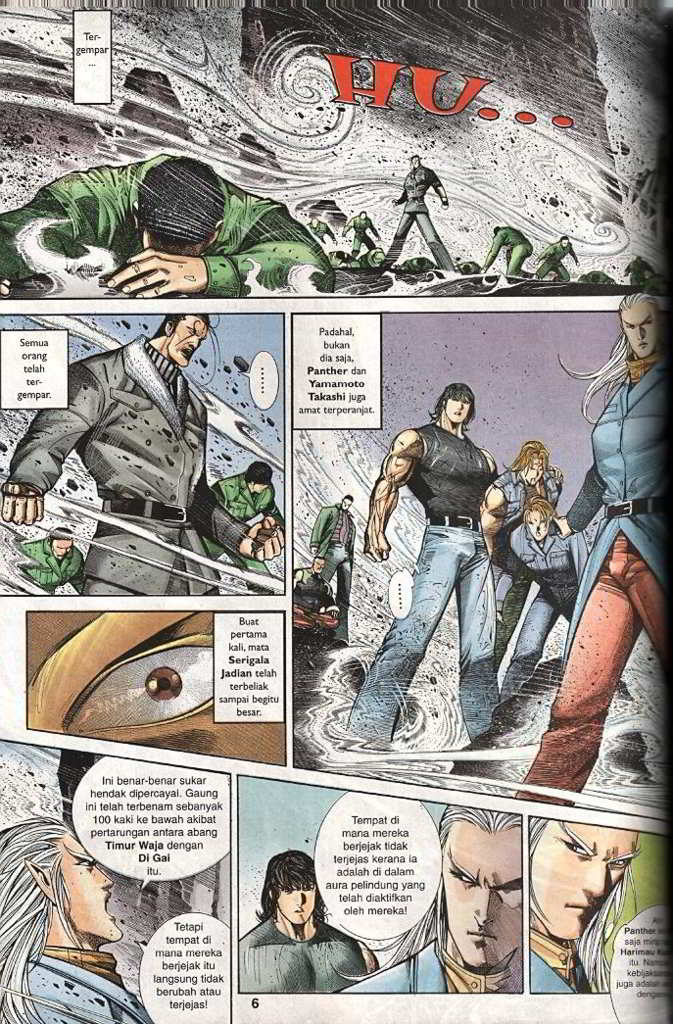 Ter-
gempar
...
HU...
Semua
orang
telah
ter-
gempar.
......
Padahal,
bukan
dia saja,
Panther dan
Yamamoto
Takashi juga
amat terperanjat.
.....
Buat
pertama
kali, mata
Serigala
Jadian telah
terbeliak
sampai begitu
besar.
Ini benar-benar sukar
hendak dipercayai. Gaung
ini telah terbenam sebanyak
100 kaki ke bawah akibat
pertarungan antara abang
Timur Waja dengan
Di Gai
itu.
Tetapi
tempat di
mana mereka
berjejak itu
langsung tidak
berubah atau
terjejas!
Tempat di
mana mereka
berjejak tidak
terjejas kerana ia
adalah di dalam
aura pelindung yang
telah diaktifkan
oleh mereka!
Panther
saja
Harimau
itu.
juga adalah
6